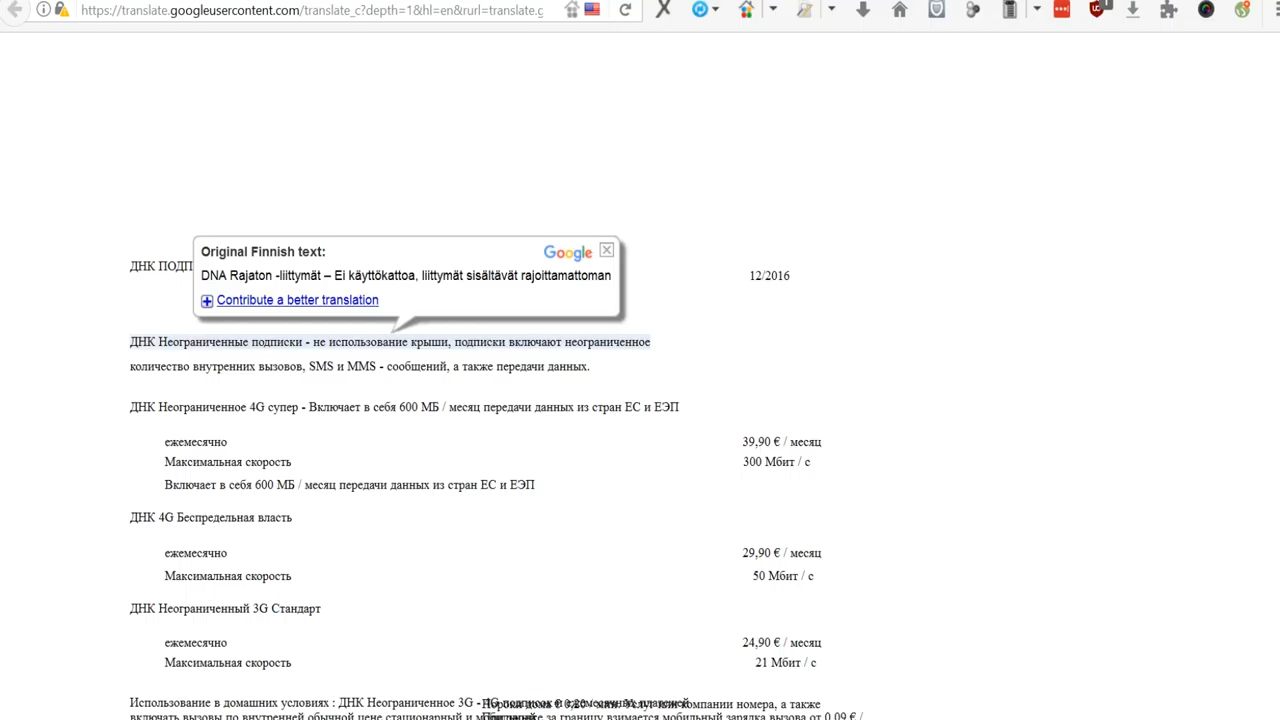 https://translate.googleusercontent.com/translate_c?depth=1&hl=en&rurl=translate.g
Original Finnish text:
Google
DNA Rajaton -liittymät – Ei käyttökattoa, liittymät sisältävät rajoittamattoman
Contribute a better translation
ДНК ПОДП
12/2016
ДНК Неограниченные подписки - не использование крыши, подписки включают неограниченное
количество внутренних вызовов, SMS и MMS - сообщений, а также передачи данных.
ДНК Неограниченное 4G супер - Включает в себя 600 МБ / месяц передачи данных из стран ЕС и ЕЭП
ежемесячно 39,90 € / месяц
Максимальная скорость 300 Мбит / с
Включает в себя 600 МБ / месяц передачи данных из стран ЕС и ЕЭП
ДНК 4G Беспредельная власть
ежемесячно 29,90 € / месяц
Максимальная скорость 50 Мбит / с
ДНК Неограниченный 3G Стандарт
ежемесячно 24,90 € / месяц
Максимальная скорость 21 Мбит / с
Использование в домашних условиях : ДНК Неограниченное 3G - компании номера, а также
включать вызовы по внутренней обычной цене стационарный и за границу взимается мобильный зарядка вызова от 0,09 € /